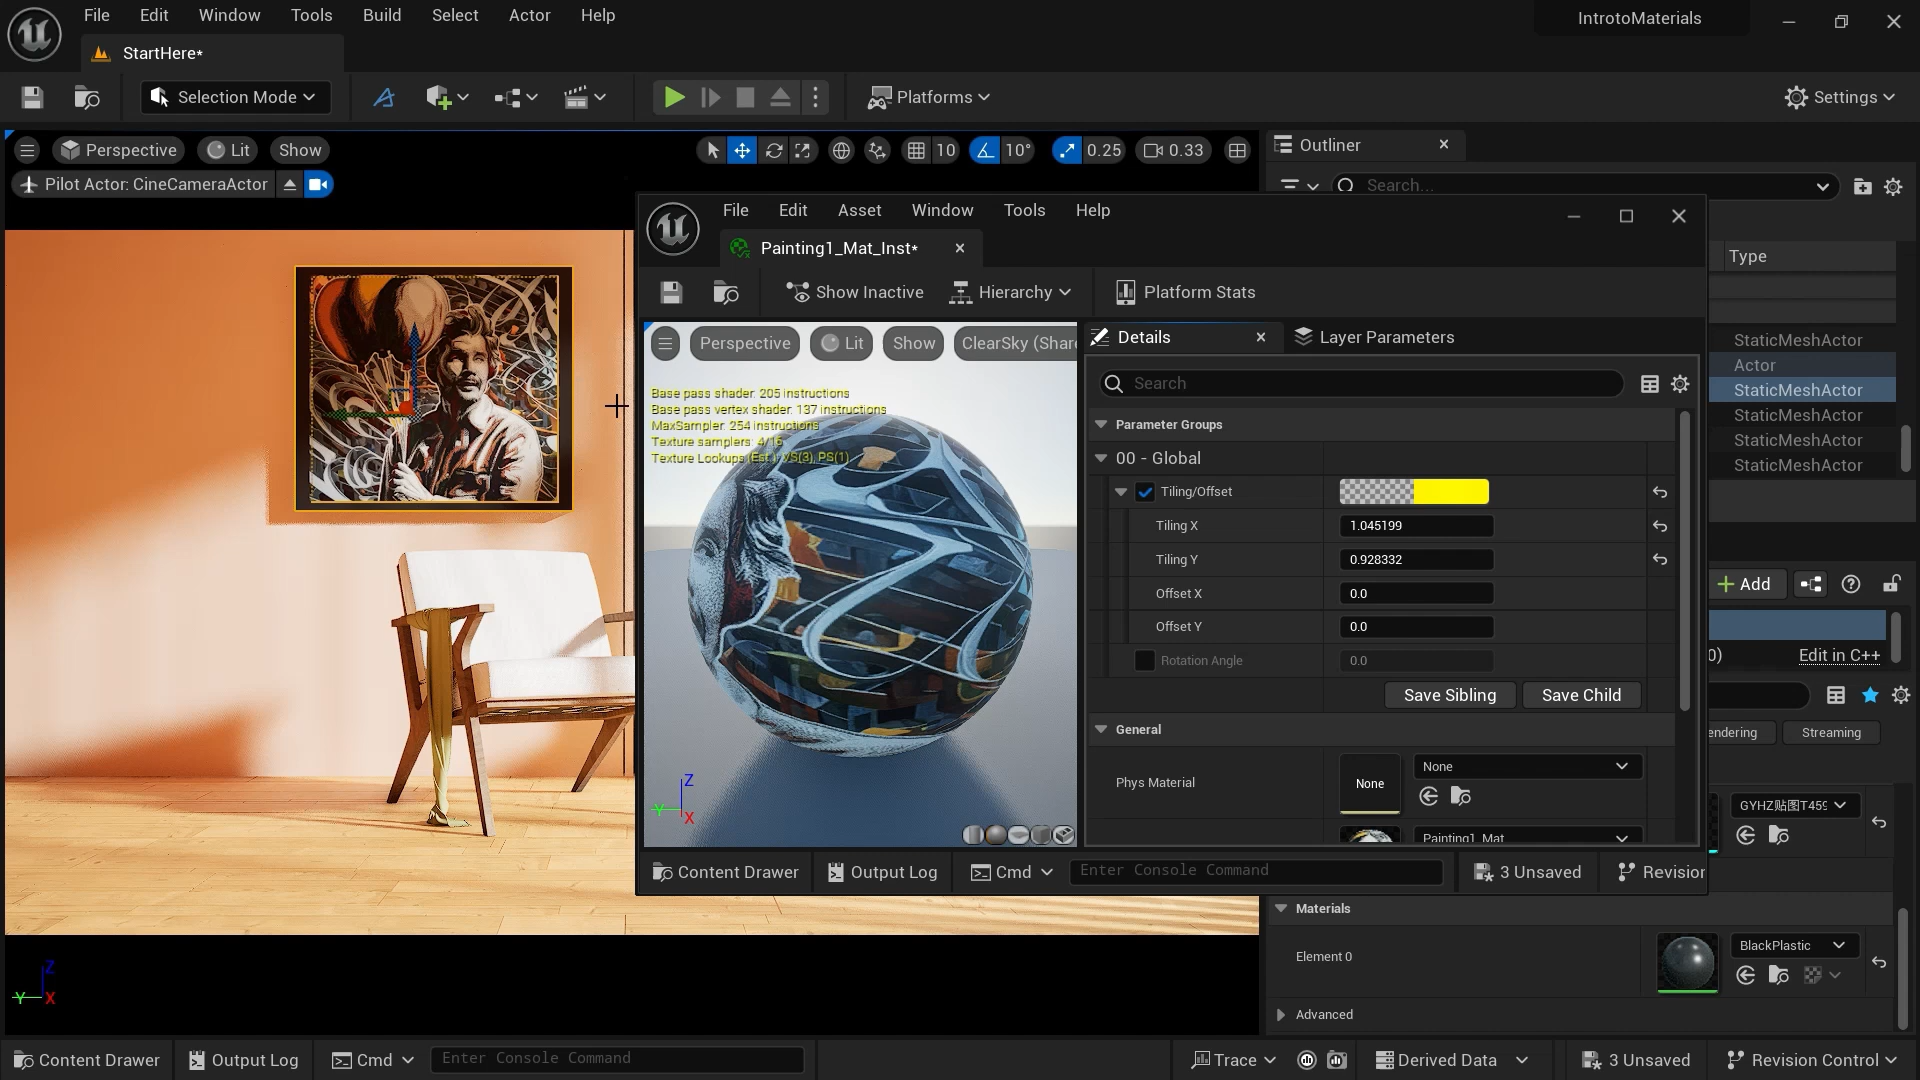 File Edit Window Tools Build Select Actor Help
IntrotoMaterials
StartHere*
Selection Mode
Platforms
Settings
Perspective Lit Show
10 10° 0.25 0.33
Outliner
Pilot Actor: CineCameraActor
Search...
File Edit Asset Window Tools Help
Painting1_Mat_Inst*
Type
Show Inactive Hierarchy Platform Stats
Perspective Lit Show ClearSky (Share
Details Layer Parameters
StaticMeshActor
Actor
StaticMeshActor
StaticMeshActor
StaticMeshActor
StaticMeshActor
Search
Base pass shader: 205 instructions
Base pass vertex shader: 137 instructions
MaxSampler: 254 instructions
Texture samplers: 4/16
Texture Lookups (Est.): VS(3), PS(1)
Parameter Groups
00 - Global
Tiling/Offset
Tiling X 1.045199
Tiling Y 0.928332
Offset X 0.0
Offset Y 0.0
Rotation Angle 0.0
Save Sibling Save Child
General
Phys Material None None
Painting1_Mat
Add
0) Edit in C++
endering Streaming
GYHZ贴图T459
Z
Y
X
Content Drawer Output Log Cmd Enter Console Command 3 Unsaved Revision
Materials
Element 0 BlackPlastic
Advanced
Z
Y
X
Content Drawer Output Log Cmd Enter Console Command Trace Derived Data 3 Unsaved Revision Control